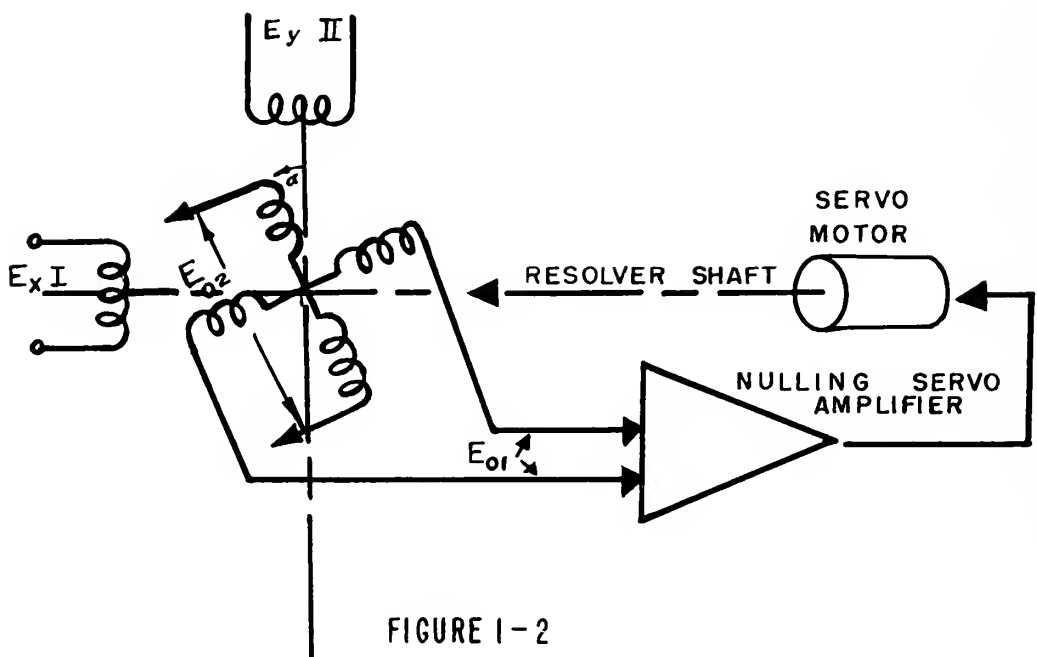 Ey II
α
SERVO
MOTOR
Ex I
Eo2
RESOLVER SHAFT
NULLING SERVO
AMPLIFIER
Eo1
FIGURE 1-2